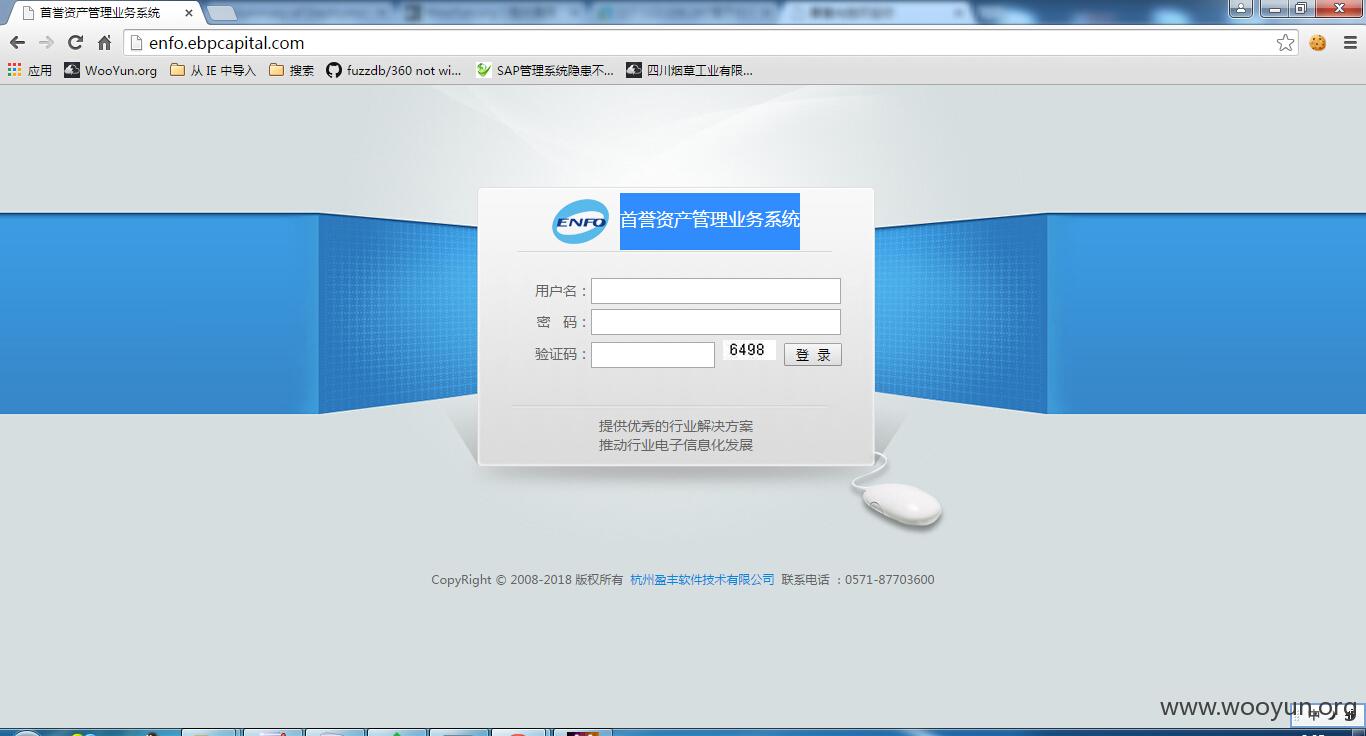 首誉资产管理业务系统
enfo.ebpcapital.com
应用 WooYun.org 从 IE 中导入 搜索 fuzzdb/360 not wi... SAP管理系统隐患不... 四川烟草工业有限...
ENFO 首誉资产管理业务系统
用户名：
密 码：
验证码： 6498 登 录
提供优秀的行业解决方案
推动行业电子信息化发展
CopyRight © 2008-2018 版权所有 杭州盈丰软件技术有限公司 联系电话 ：0571-87703600
www.wooyun.org
中